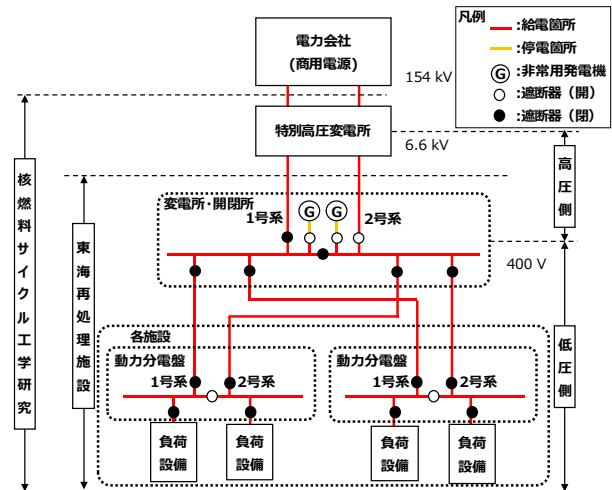 電力会社
(商用電源)
凡例
:給電箇所
:停電箇所
G
:非常用発電機
:遮断器（開）
:遮断器（閉）
154 kV
特別高圧変電所
6.6 kV
核燃料サイクル工学研究
東海再処理施設
高圧側
変電所・開閉所
1号系
G
G
2号系
400 V
低圧側
各施設
動力分電盤
1号系
2号系
動力分電盤
1号系
2号系
負荷
設備
負荷
設備
負荷
設備
負荷
設備